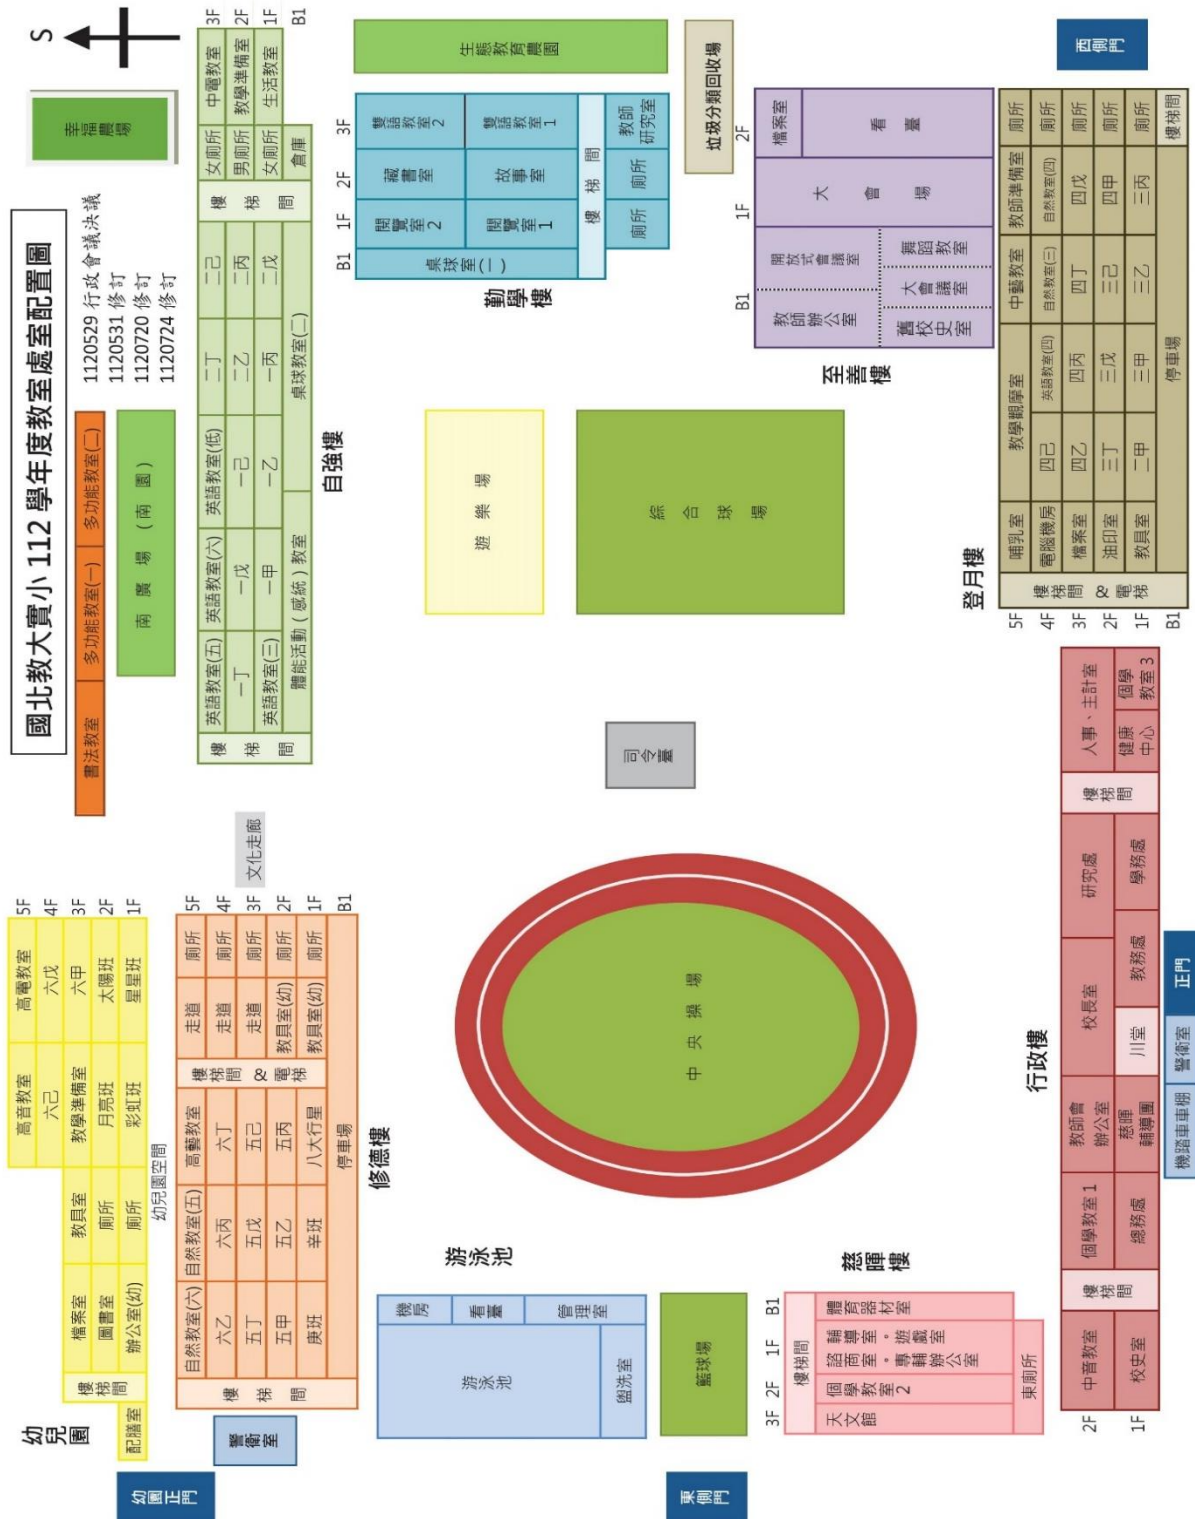 國北教大實小 112 學年度教室處室配置圖
1120529 行政會議決議
1120531 修訂
1120720 修訂
1120724 修訂
幸福農場
S
書法教室 多功能教室(一) 多功能教室(二)
南廣場(南園)
幼兒園
幼園正門
配膳室
樓梯間
高音教室 高電教室 5F
六己 六戊 4F
檔案室 教具室 教學準備室 六甲 3F
圖書室 廁所 月亮班 太陽班 2F
辦公室(幼) 廁所 彩虹班 星星班 1F
幼兒園空間
警衛室
樓梯間
樓梯間 & 電梯
自然教室(六) 自然教室(五) 高藝教室 走道 廁所 5F
六乙 六丙 六丁 走道 廁所 4F
五丁 五戊 五己 走道 廁所 3F
五甲 五乙 五丙 教具室(幼) 廁所 2F
庚班 辛班 八大行星 教具室(幼) 廁所 1F
停車場 B1
修德樓
文化走廊
樓梯間
樓梯間
英語教室(五) 英語教室(六) 英語教室(低) 二丁 二己 女廁所 中電教室 3F
一丁 一戊 一己 二乙 二丙 男廁所 教學準備室 2F
英語教室(三) 一甲 一乙 一丙 二戊 女廁所 生活教室 1F
體能活動(感統)教室 桌球教室(二) 倉庫 B1
自強樓
游泳池
機房
看臺
管理室
游泳池
盥洗室
籃球場
東側門
中央操場
司令臺
遊樂場
綜合球場
勤學樓
B1 1F 2F 3F
桌球室(一)
閱覽室 2 藏書室 雙語教室 2
閱覽室 1 故事室 雙語教室 1
樓梯間
廁所 廁所 教師研究室
生態教育農園
垃圾分類回收場
至善樓
B1 1F 2F
教師辦公室
開放式會議室
舊校史室
大會議室
舞蹈教室
大會場
檔案室
看臺
西側門
慈暉樓
3F 2F 1F B1
樓梯間
天文館
個學教室 2
諮商室。專輔辦公室
輔導室。遊戲室
體育器材室
東廁所
行政樓
2F 中音教室 樓梯間 個學教室 1 教師會辦公室 校長室 研究處 樓梯間 人事、主計室
1F 校史室 總務處 慈暉輔導團 川堂 教務處 學務處 健康中心 個學教室 3
機踏車車棚 警衛室 正門
登月樓
樓梯間 & 電梯
5F 哺乳室 教學觀摩室 中藝教室 教師準備室 廁所
4F 電腦機房 四己 英語教室(四) 自然教室(三) 自然教室(四) 廁所
3F 檔案室 四乙 四丙 四丁 四戊 廁所
2F 油印室 三丁 三戊 三己 四甲 廁所
1F 教具室 二甲 三甲 三乙 三丙 廁所
B1 停車場 樓梯間